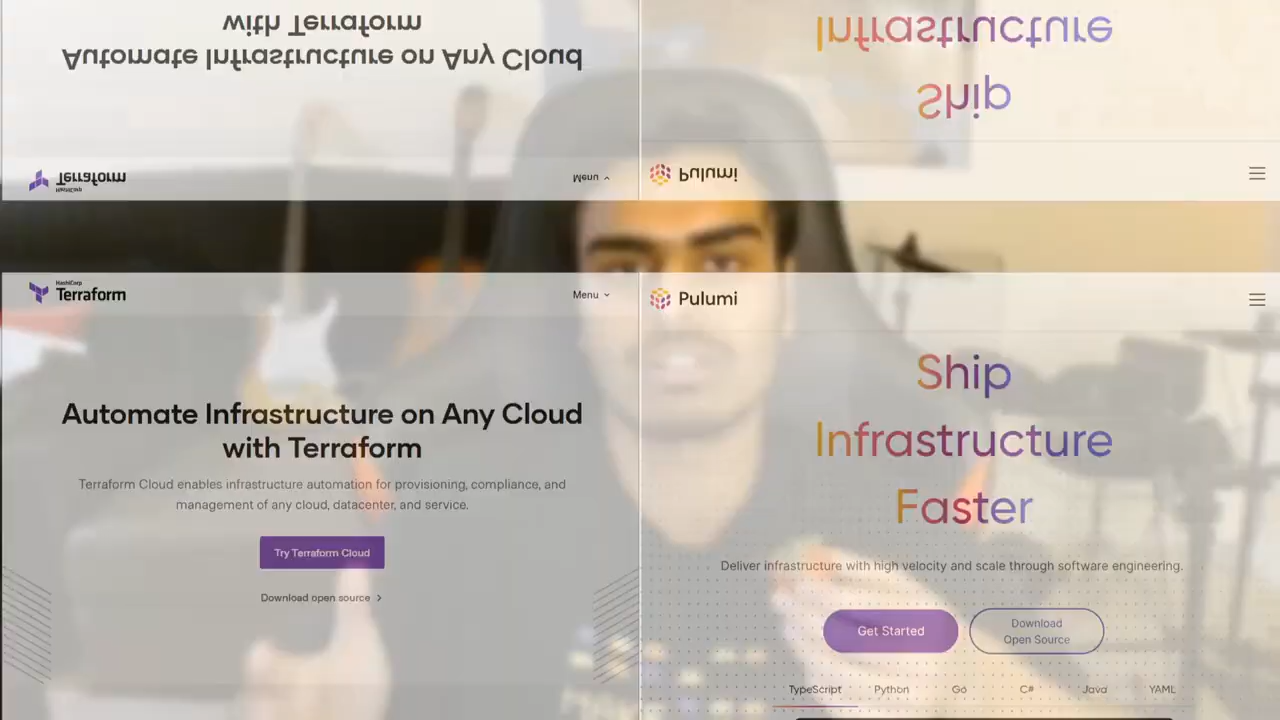 with Terraform
Automate Infrastructure on Any Cloud
HashiCorp
Terraform
Menu
Infrastructure
Ship
Pulumi
HashiCorp
Terraform
Menu
Automate Infrastructure on Any Cloud
with Terraform
Terraform Cloud enables infrastructure automation for provisioning, compliance, and
management of any cloud, datacenter, and service.
Try Terraform Cloud
Download open source
Pulumi
Ship
Infrastructure
Faster
Deliver infrastructure with high velocity and scale through software engineering.
Get Started
Download
Open Source
TypeScript Python Go C# Java YAML